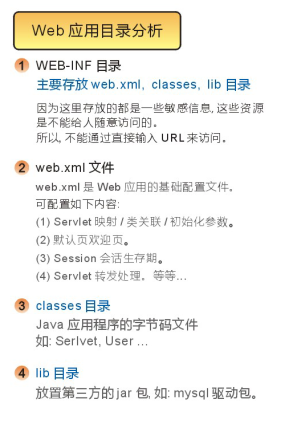 Web 应用目录分析
1 WEB-INF 目录
主要存放 web.xml, classes, lib 目录
因为这里存放的都是一些敏感信息, 这些资源
是不能给人随意访问的。
所以, 不能通过直接输入 URL 来访问。
2 web.xml 文件
web.xml 是 Web 应用的基础配置文件。
可配置如下内容:
(1) Servlet 映射 / 类关联 / 初始化参数。
(2) 默认页欢迎页。
(3) Session 会话生存期。
(4) Servlet 转发处理。等等...
3 classes 目录
Java 应用程序的字节码文件
如: Serlvet, User ...
4 lib 目录
放置第三方的 jar 包, 如: mysql 驱动包。